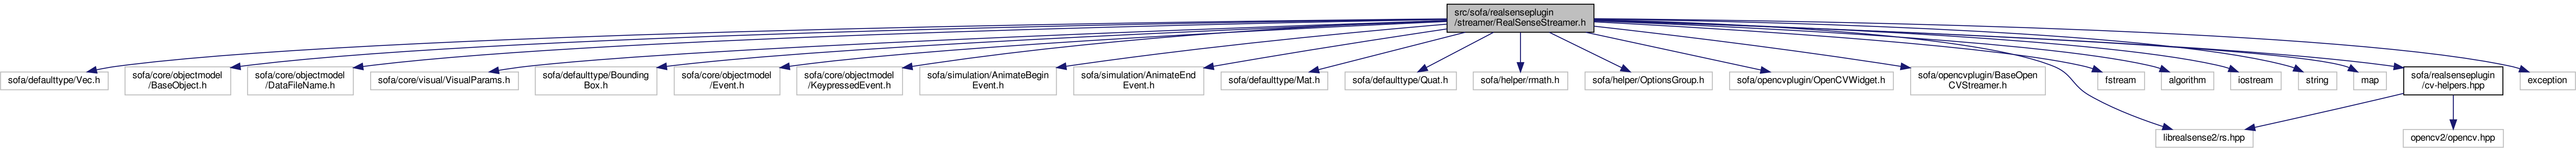 src/sofa/realsenseplugin
/streamer/RealSenseStreamer.h
sofa/defaulttype/Vec.h
sofa/core/objectmodel
/BaseObject.h
sofa/core/objectmodel
/DataFileName.h
sofa/core/visual/VisualParams.h
sofa/defaulttype/Bounding
Box.h
sofa/core/objectmodel
/Event.h
sofa/core/objectmodel
/KeypressedEvent.h
sofa/simulation/AnimateBegin
Event.h
sofa/simulation/AnimateEnd
Event.h
sofa/defaulttype/Mat.h
sofa/defaulttype/Quat.h
sofa/helper/rmath.h
sofa/helper/OptionsGroup.h
sofa/opencvplugin/OpenCVWidget.h
sofa/opencvplugin/BaseOpen
CVStreamer.h
fstream
algorithm
iostream
string
map
sofa/realsenseplugin
/cv-helpers.hpp
exception
librealsense2/rs.hpp
opencv2/opencv.hpp